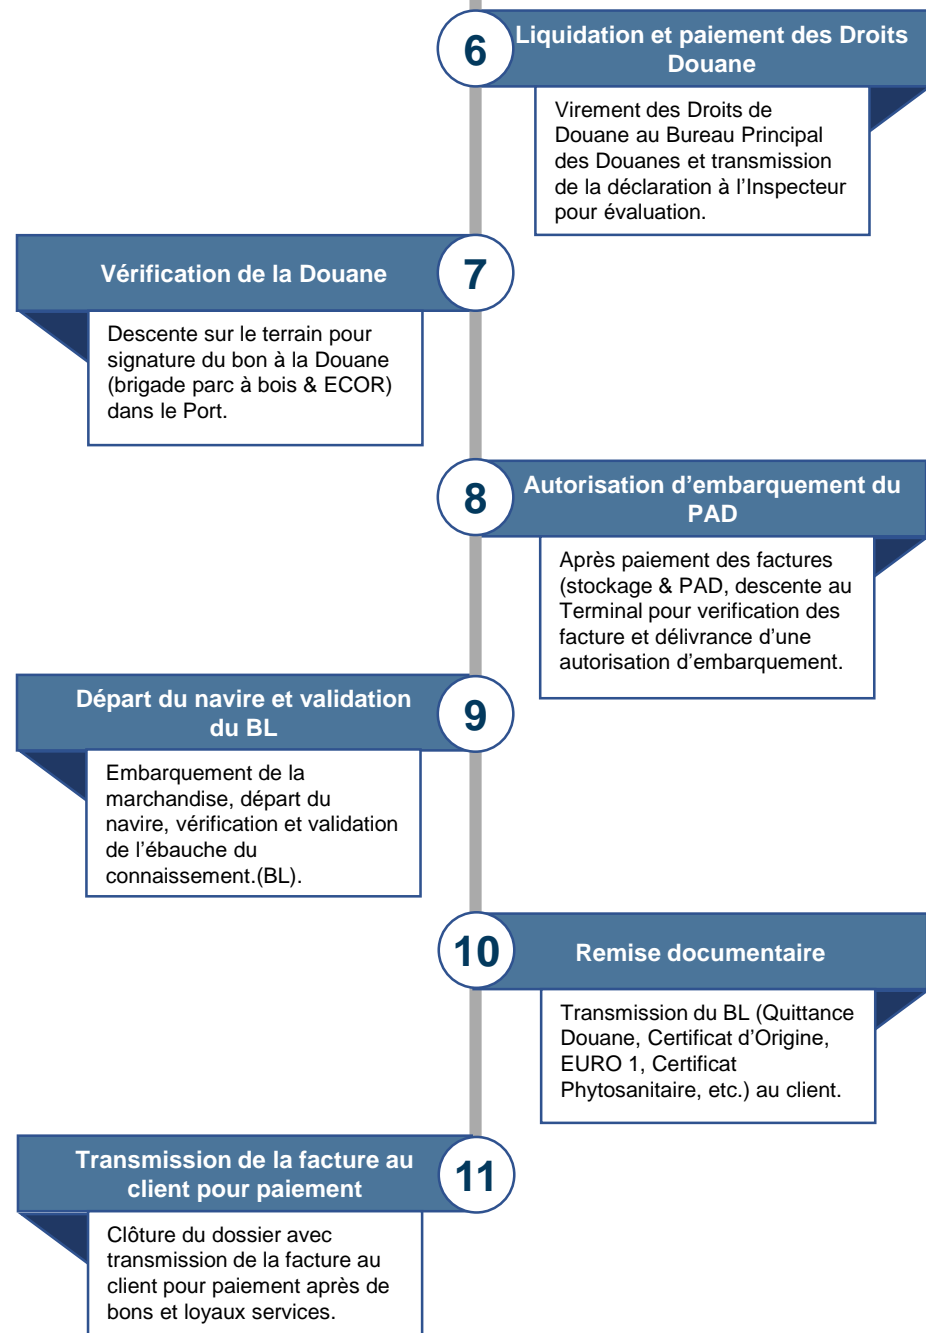 6
Liquidation et paiement des Droits
Douane
Virement des Droits de
Douane au Bureau Principal
des Douanes et transmission
de la déclaration à l’Inspecteur
pour évaluation.
Vérification de la Douane
7
Descente sur le terrain pour
signature du bon à la Douane
(brigade parc à bois & ECOR)
dans le Port.
8
Autorisation d’embarquement du
PAD
Après paiement des factures
(stockage & PAD, descente au
Terminal pour verification des
facture et délivrance d’une
autorisation d’embarquement.
Départ du navire et validation
du BL
9
Embarquement de la
marchandise, départ du
navire, vérification et validation
de l’ébauche du
connaissement.(BL).
10
Remise documentaire
Transmission du BL (Quittance
Douane, Certificat d’Origine,
EURO 1, Certificat
Phytosanitaire, etc.) au client.
Transmission de la facture au
client pour paiement
11
Clôture du dossier avec
transmission de la facture au
client pour paiement après de
bons et loyaux services.